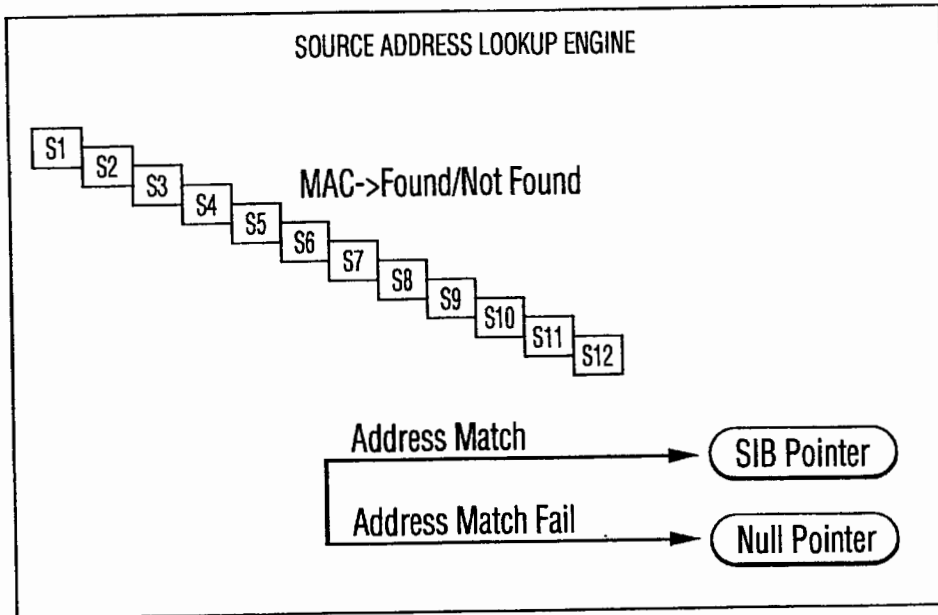 SOURCE ADDRESS LOOKUP ENGINE
S1
S2
S3
MAC->Found/Not Found
S4
S5
S6
S7
S8
S9
S10
S11
S12
Address Match
SIB Pointer
Address Match Fail
Null Pointer